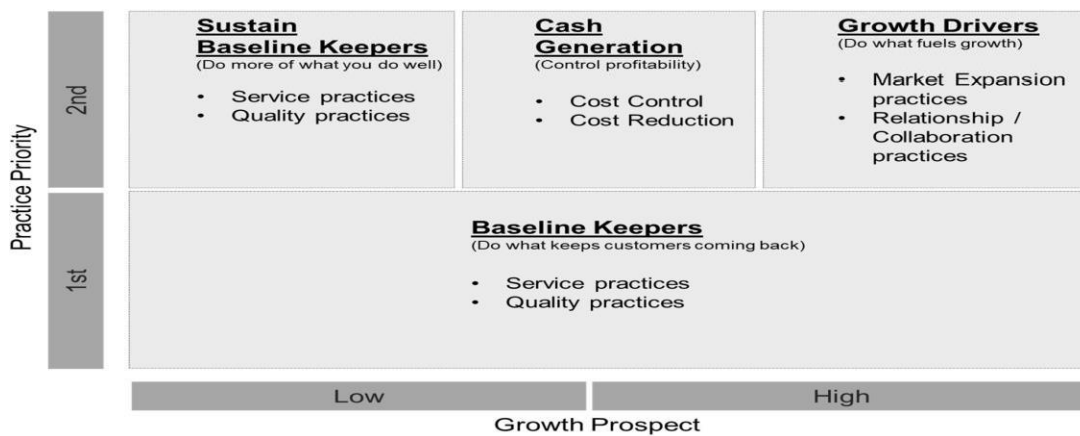 Practice Priority
2nd
Sustain
Baseline Keepers
(Do more of what you do well)
• Service practices
• Quality practices
Cash
Generation
(Control profitability)
• Cost Control
• Cost Reduction
Growth Drivers
(Do what fuels growth)
• Market Expansion
practices
• Relationship /
Collaboration
practices
1st
Baseline Keepers
(Do what keeps customers coming back)
• Service practices
• Quality practices
Low
High
Growth Prospect